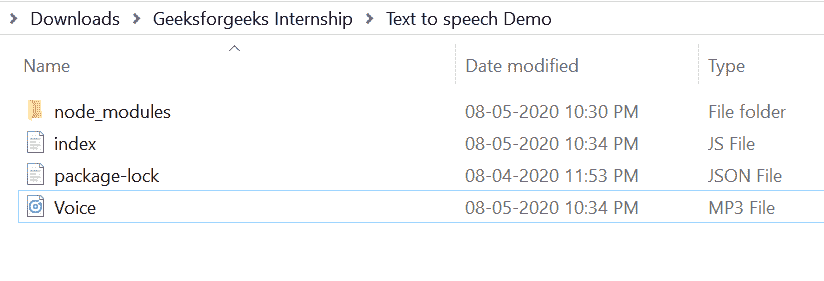 Downloads > Geeksforgeeks Internship > Text to speech Demo
Name Date modified Type
node_modules 08-05-2020 10:30 PM File folder
index 08-05-2020 10:34 PM JS File
package-lock 08-04-2020 11:53 PM JSON File
Voice 08-05-2020 10:34 PM MP3 File